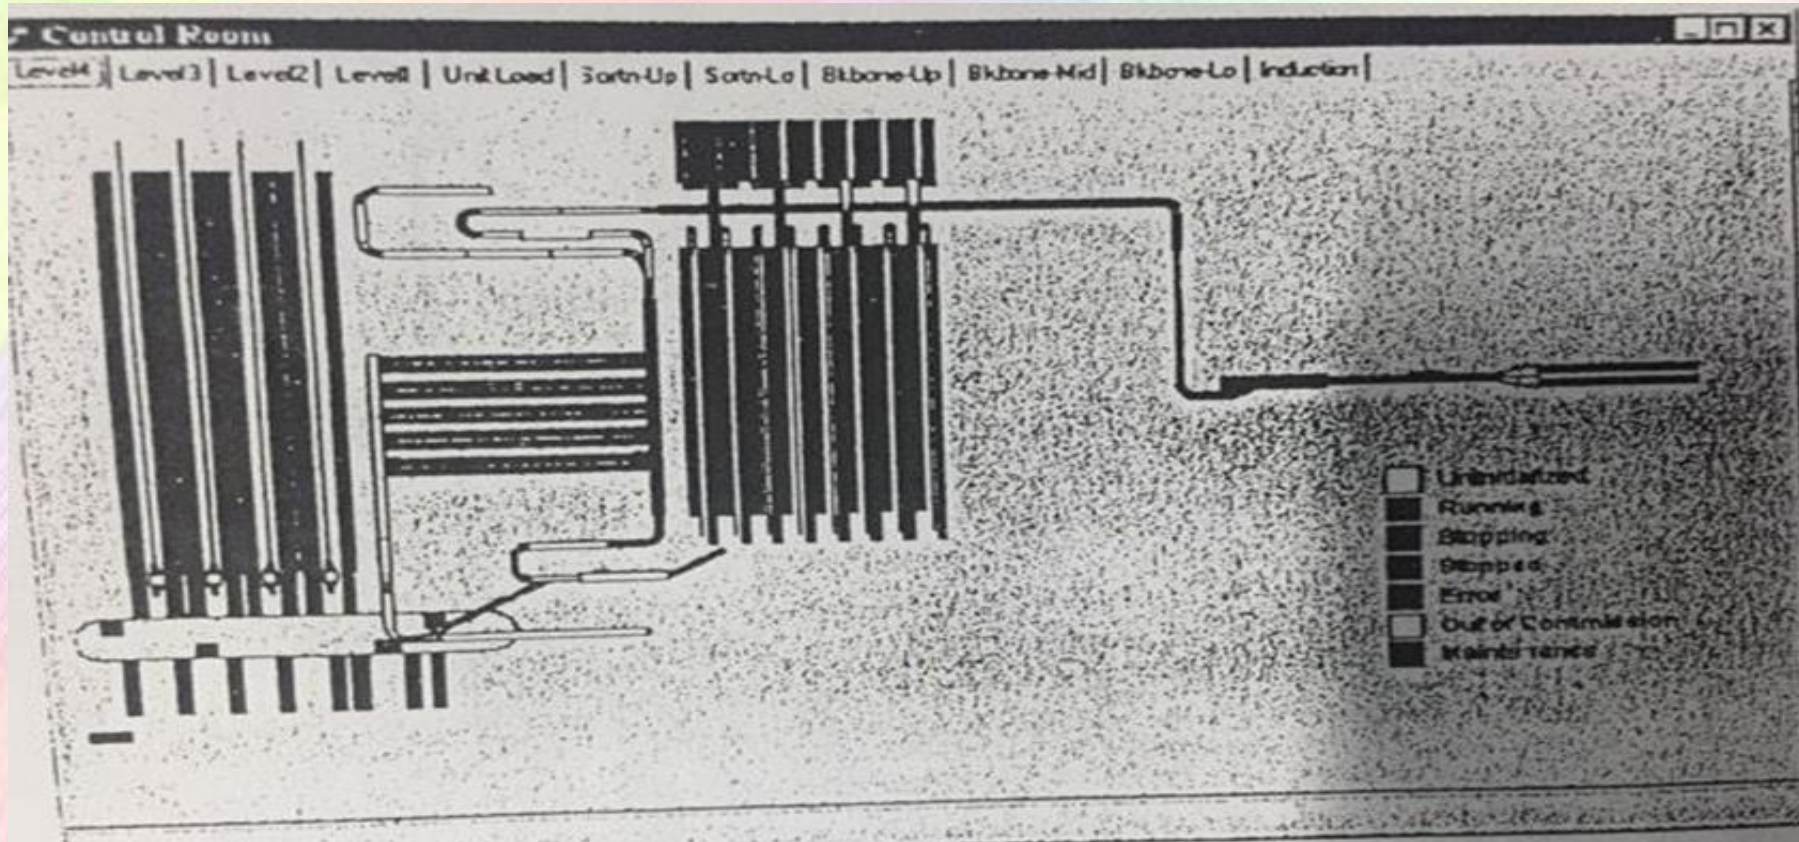 Control Room
Level4 Level3 Level2 Level1 Unit Load Sortn-Up Sortn-Lo Bkbone-Up Bkbone-Mid Bkbone-Lo Induction
Uninitialized
Running
Stopping
Stopped
Error
Out of Commission
Maintenance